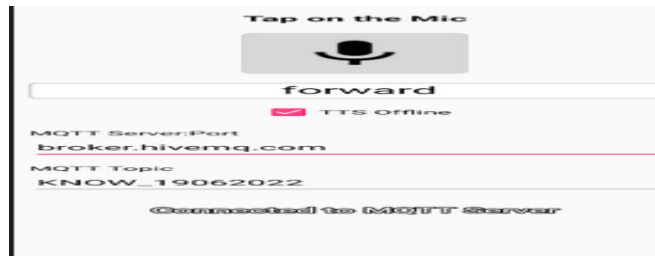 Tap on the Mic
forward
TTS Offline
MQTT Server:Port
broker.hivemq.com
MQTT Topic
KNOW_19062022
Connected to MQTT Server